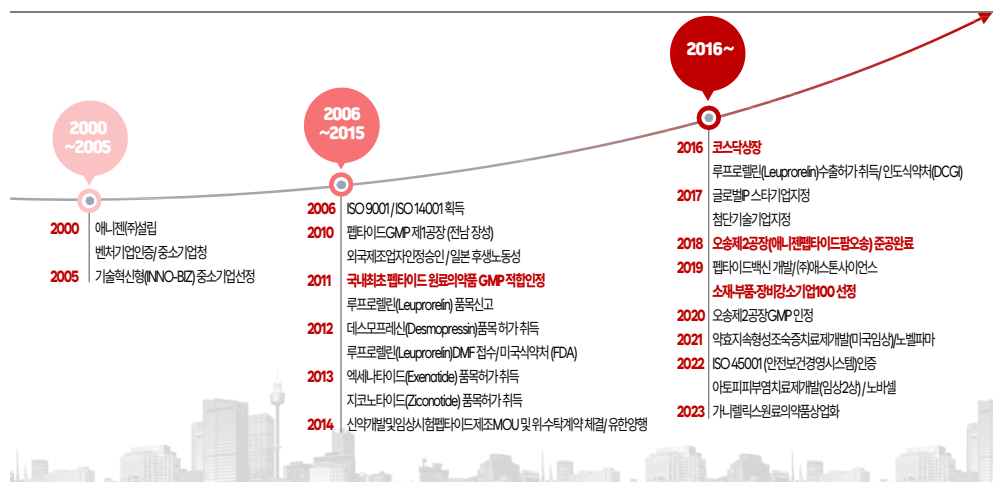 2000
~2005
2000 애니젠(주)설립
벤처기업인증/ 중소기업청
2005 기술혁신형(INNO-BIZ) 중소기업선정
2006
~2015
2006 ISO 9001 / ISO 14001 획득
2010 펩타이드GMP 제1공장 (전남 장성)
외국제조업자인정승인 / 일본 후생노동성
2011 국내최초 펩타이드 원료의약품 GMP 적합인정
루프로렐린(Leuprorelin) 품목신고
2012 데스모프레신(Desmopressin)품목 허가 취득
루프로렐린(Leuprorelin)DMF 접수/ 미국식약처 (FDA)
2013 엑세나타이드(Exenatide) 품목허가 취득
지코노타이드(Ziconotide) 품목허가 취득
2014 신약개발및임상시험펩타이드제조MOU 및 위·수탁계약 체결/ 유한양행
2016~
2016 코스닥상장
루프로렐린(Leuprorelin)수출허가 취득/ 인도식약처(DCGI)
2017 글로벌IP 스타기업지정
첨단기술기업지정
2018 오송제2공장(애니젠펩타이드팜오송) 준공완료
2019 펩타이드백신 개발/ ㈜애스톤사이언스
소재·부품·장비강소기업100 선정
2020 오송제2공장GMP 인정
2021 약효지속형성조숙증치료제개발(미국임상)/노벨파마
2022 ISO 45001 (안전보건경영시스템)인증
아토피피부염치료제개발(임상2상) / 노바셀
2023 가니렐릭스원료의약품상업화